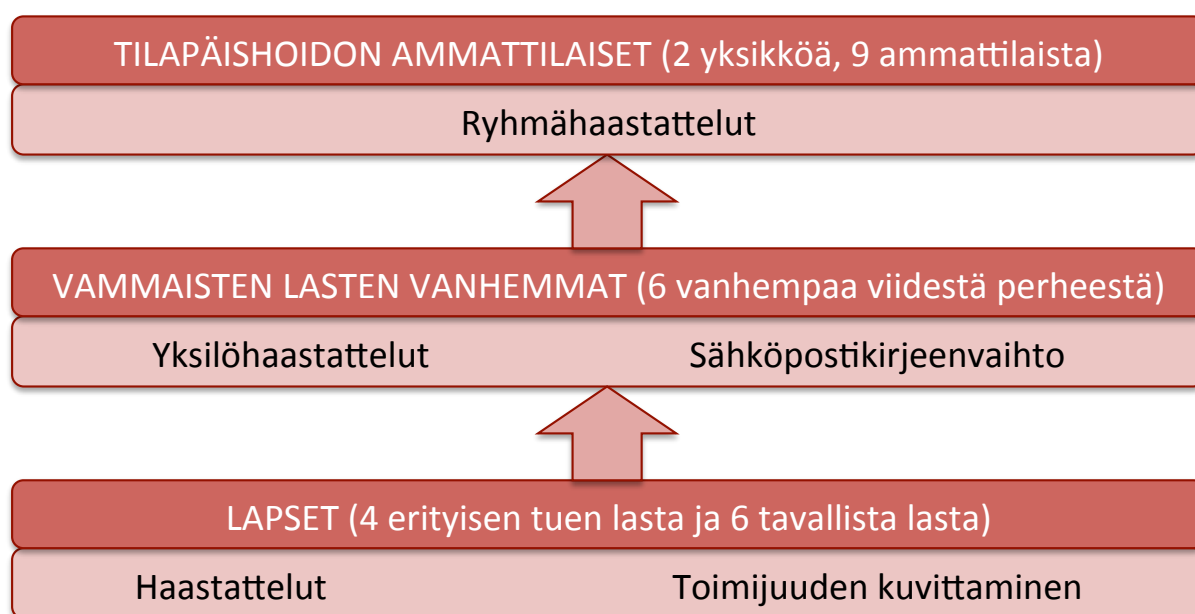 TILAPÄISHOIDON AMMATTILAISET (2 yksikköä, 9 ammattilaista)
Ryhmähaastattelut
VAMMAISTEN LASTEN VANHEMMAT (6 vanhempaa viidestä perheestä)
Yksilöhaastattelut Sähköpostikirjeenvaihto
LAPSET (4 erityisen tuen lasta ja 6 tavallista lasta)
Haastattelut Toimijuuden kuvittaminen